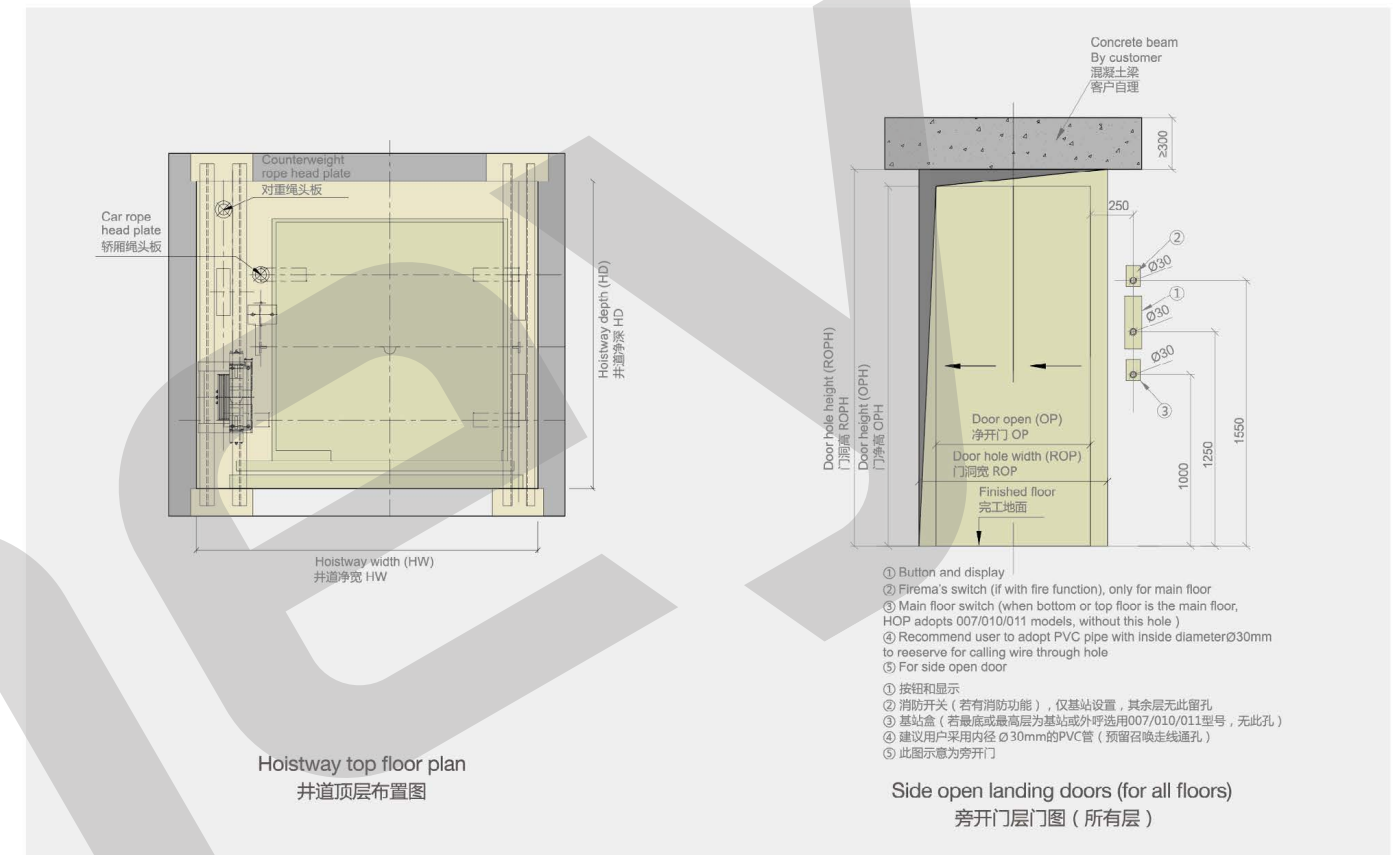 Counterweight
rope head plate
对重绳头板
Car rope
head plate
轿厢绳头板
Hoistway depth (HD)
井道净深 HD
Hoistway width (HW)
井道净宽 HW
Hoistway top floor plan
井道顶层布置图
Concrete beam
By customer
混凝土梁
客户自理
≥300
250
②
Ø30
①
Ø30
Ø30
③
Door hole height (ROPH)
门洞高 ROPH
Door height (OPH)
门净高 OPH
Door open (OP)
净开门 OP
Door hole width (ROP)
门洞宽 ROP
Finished floor
完工地面
1000
1250
1550
① Button and display
② Firema's switch (if with fire function), only for main floor
③ Main floor switch (when bottom or top floor is the main floor,
HOP adopts 007/010/011 models, without this hole )
④ Recommend user to adopt PVC pipe with inside diameterØ30mm
to reeserve for calling wire through hole
⑤ For side open door
① 按钮和显示
② 消防开关 ( 若有消防功能 ) , 仅基站设置 , 其余层无此留孔
③ 基站盒 ( 若最底或最高层为基站或外呼选用007/010/011型号 , 无此孔 )
④ 建议用户采用内径 Ø30mm的PVC管 ( 预留召唤走线通孔 )
⑤ 此图示意为旁开门
Side open landing doors (for all floors)
旁开门层门图 ( 所有层 )